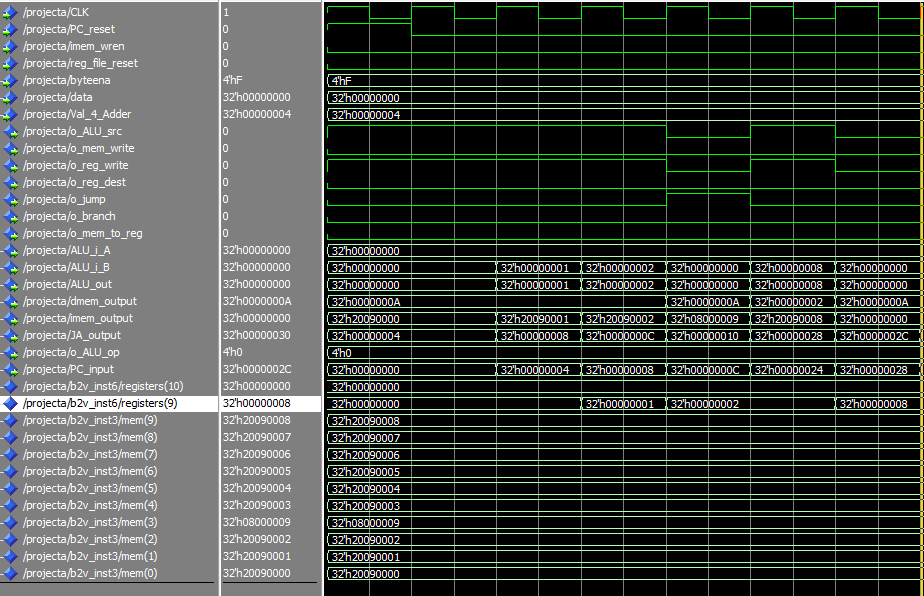 /projecta/CLK 1
/projecta/PC_reset 0
/projecta/imem_wren 0
/projecta/reg_file_reset 0
/projecta/byteena 4'hF 4'hF
/projecta/data 32'h00000000 32'h00000000
/projecta/Val_4_Adder 32'h00000004 32'h00000004
/projecta/o_ALU_src 0
/projecta/o_mem_write 0
/projecta/o_reg_write 0
/projecta/o_reg_dest 0
/projecta/o_jump 0
/projecta/o_branch 0
/projecta/o_mem_to_reg 0
/projecta/ALU_i_A 32'h00000000 32'h00000000
/projecta/ALU_i_B 32'h00000000 32'h00000000 32'h00000001 32'h00000002 32'h00000000 32'h00000008 32'h00000000
/projecta/ALU_out 32'h00000000 32'h00000000 32'h00000001 32'h00000002 32'h00000000 32'h00000008 32'h00000000
/projecta/dmem_output 32'h0000000A 32'h0000000A 32'h0000000A 32'h00000002 32'h0000000A
/projecta/imem_output 32'h00000000 32'h20090000 32'h20090001 32'h20090002 32'h08000009 32'h20090008 32'h00000000
/projecta/JA_output 32'h00000030 32'h00000004 32'h00000008 32'h0000000C 32'h00000010 32'h00000028 32'h0000002C
/projecta/o_ALU_op 4'h0 4'h0
/projecta/PC_input 32'h0000002C 32'h00000000 32'h00000004 32'h00000008 32'h0000000C 32'h00000024 32'h00000028
/projecta/b2v_inst6/registers(10) 32'h00000000 32'h00000000
/projecta/b2v_inst6/registers(9) 32'h00000008 32'h00000000 32'h00000001 32'h00000002 32'h00000008
/projecta/b2v_inst3/mem(9) 32'h20090008 32'h20090008
/projecta/b2v_inst3/mem(8) 32'h20090007 32'h20090007
/projecta/b2v_inst3/mem(7) 32'h20090006 32'h20090006
/projecta/b2v_inst3/mem(6) 32'h20090005 32'h20090005
/projecta/b2v_inst3/mem(5) 32'h20090004 32'h20090004
/projecta/b2v_inst3/mem(4) 32'h20090003 32'h20090003
/projecta/b2v_inst3/mem(3) 32'h08000009 32'h08000009
/projecta/b2v_inst3/mem(2) 32'h20090002 32'h20090002
/projecta/b2v_inst3/mem(1) 32'h20090001 32'h20090001
/projecta/b2v_inst3/mem(0) 32'h20090000 32'h20090000